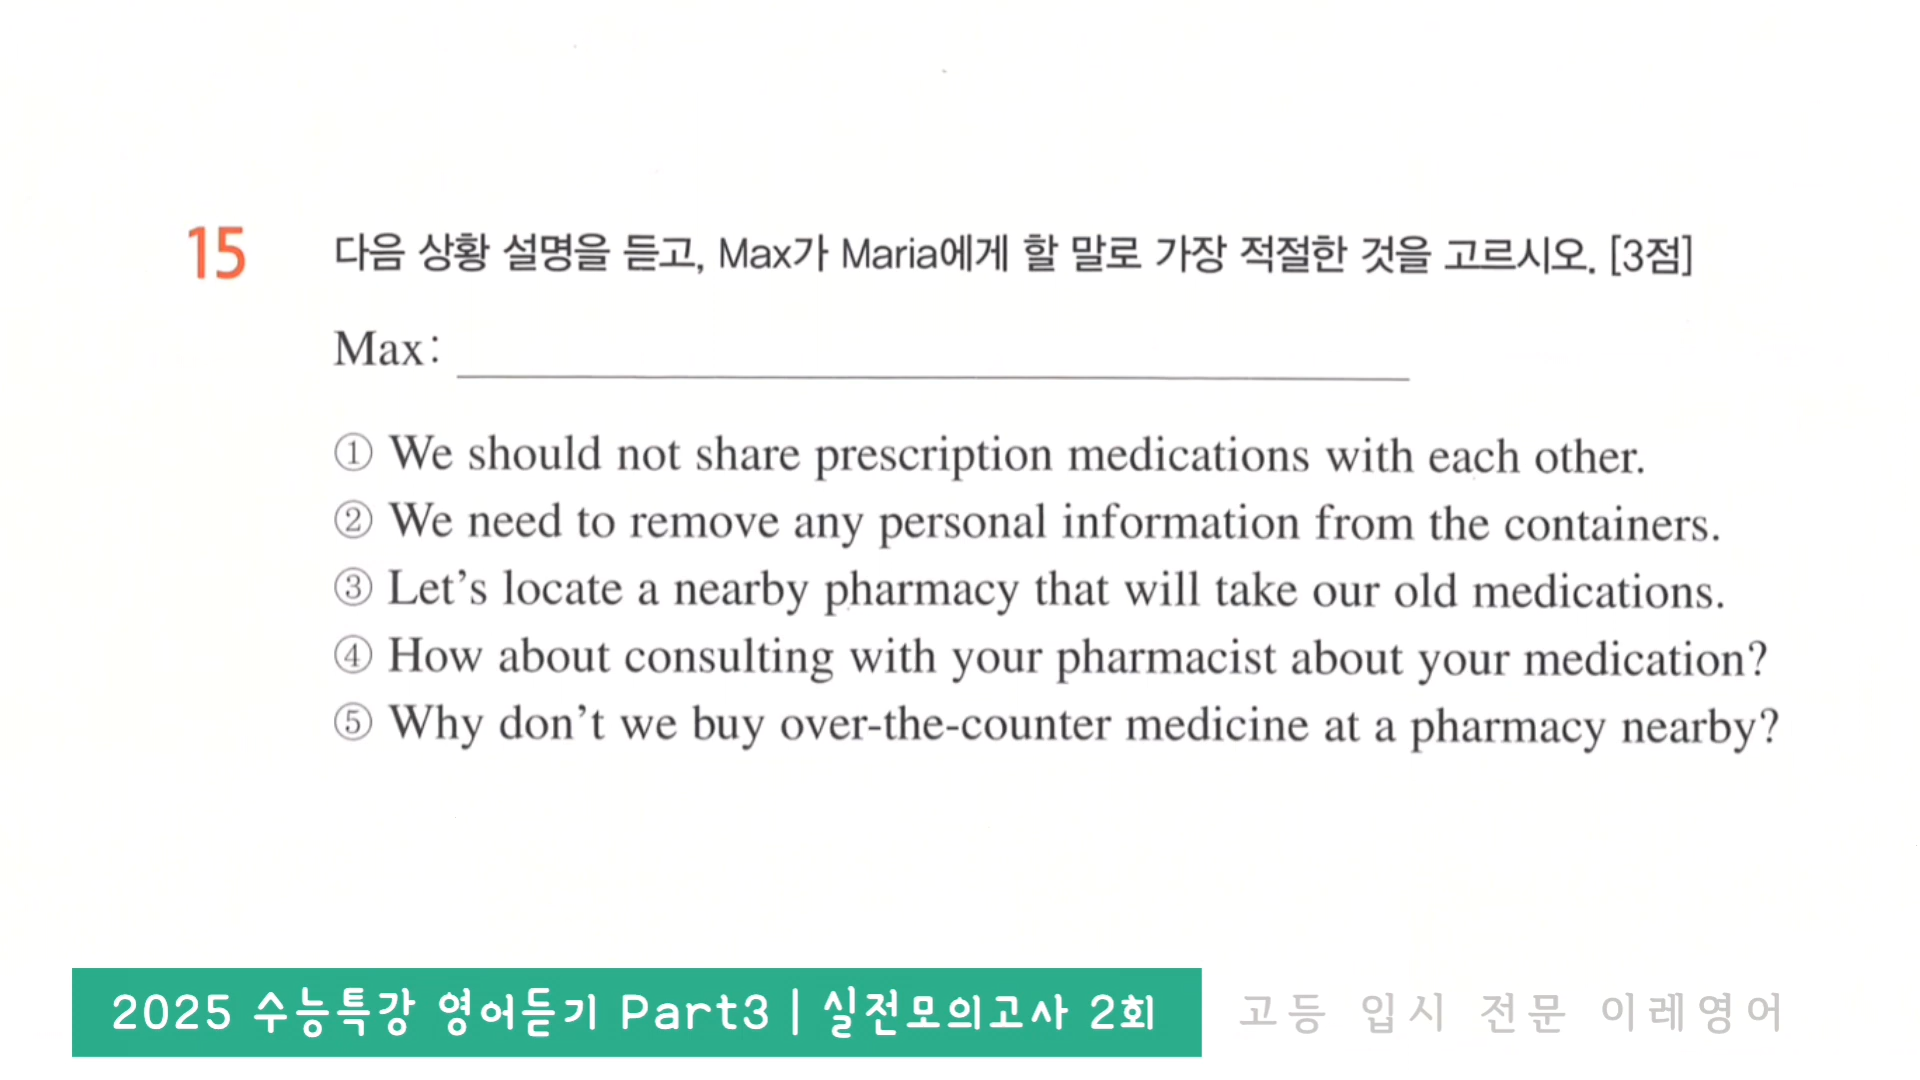 15 다음 상황 설명을 듣고, Max가 Maria에게 할 말로 가장 적절한 것을 고르시오. [3점]
Max: 
① We should not share prescription medications with each other.
② We need to remove any personal information from the containers.
③ Let's locate a nearby pharmacy that will take our old medications.
④ How about consulting with your pharmacist about your medication?
⑤ Why don't we buy over-the-counter medicine at a pharmacy nearby?
2025 수능특강 영어듣기 Part3 | 실전모의고사 2회 고등 입시 전문 이레영어